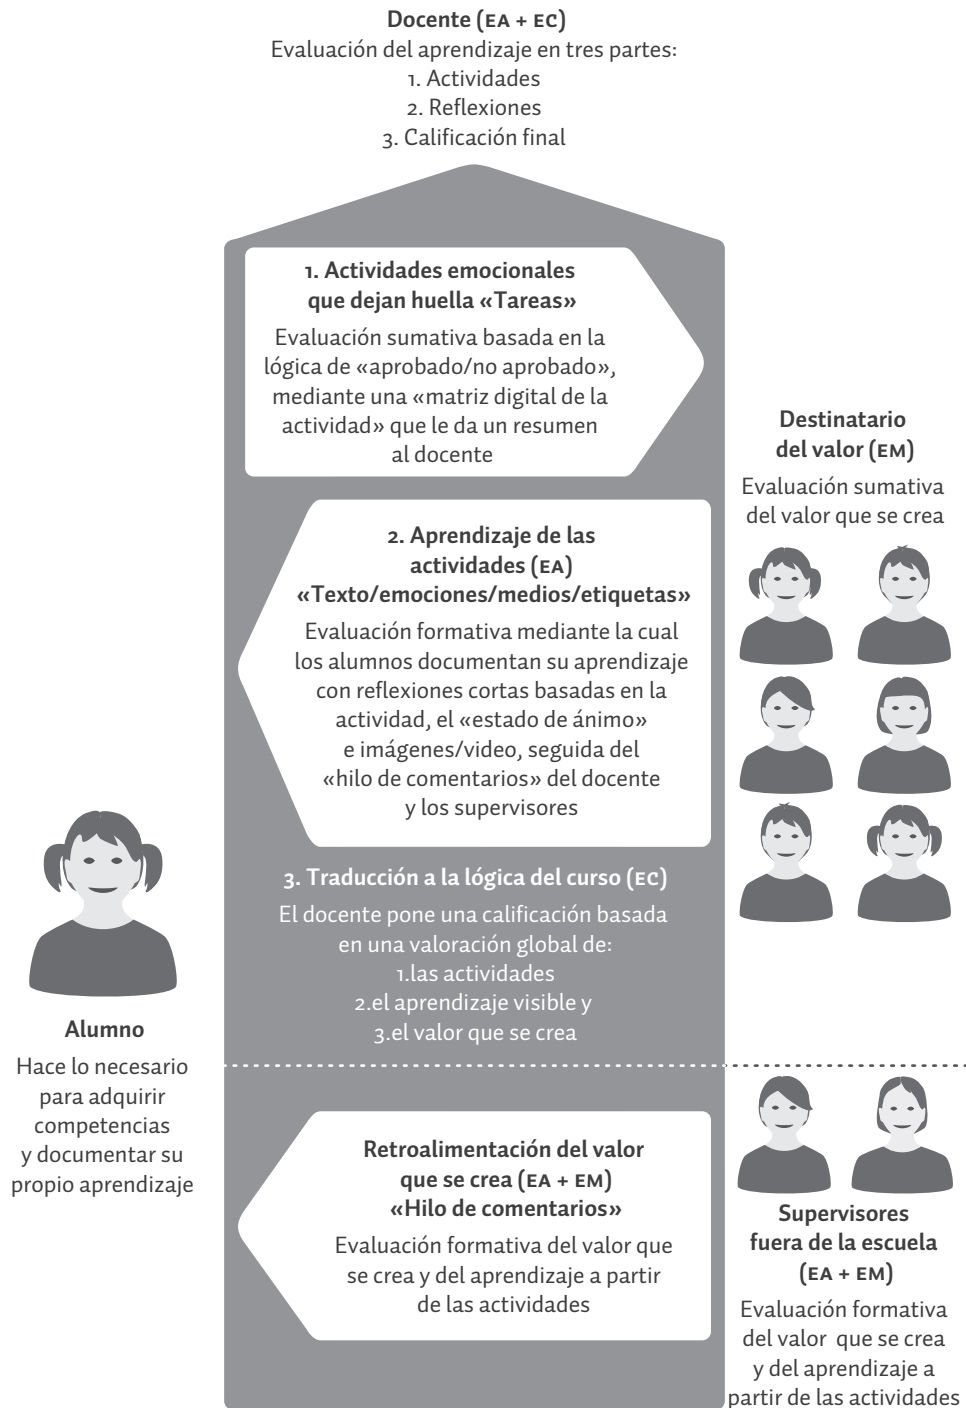 Docente (EA + EC)
Evaluación del aprendizaje en tres partes:
1. Actividades
2. Reflexiones
3. Calificación final
1. Actividades emocionales
que dejan huella «Tareas»
Evaluación sumativa basada en la
lógica de «aprobado/no aprobado»,
mediante una «matriz digital de la
actividad» que le da un resumen
al docente
Destinatario
del valor (EM)
Evaluación sumativa
del valor que se crea
2. Aprendizaje de las
actividades (EA)
«Texto/emociones/medios/etiquetas»
Evaluación formativa mediante la cual
los alumnos documentan su aprendizaje
con reflexiones cortas basadas en la
actividad, el «estado de ánimo»
e imágenes/video, seguida del
«hilo de comentarios» del docente
y los supervisores
3. Traducción a la lógica del curso (EC)
El docente pone una calificación basada
en una valoración global de:
1.las actividades
2.el aprendizaje visible y
3.el valor que se crea
Alumno
Hace lo necesario
para adquirir
competencias
y documentar su
propio aprendizaje
Retroalimentación del valor
que se crea (EA + EM)
«Hilo de comentarios»
Evaluación formativa del valor que
se crea y del aprendizaje a partir
de las actividades
Supervisores
fuera de la escuela
(EA + EM)
Evaluación formativa
del valor que se crea
y del aprendizaje a
partir de las actividades